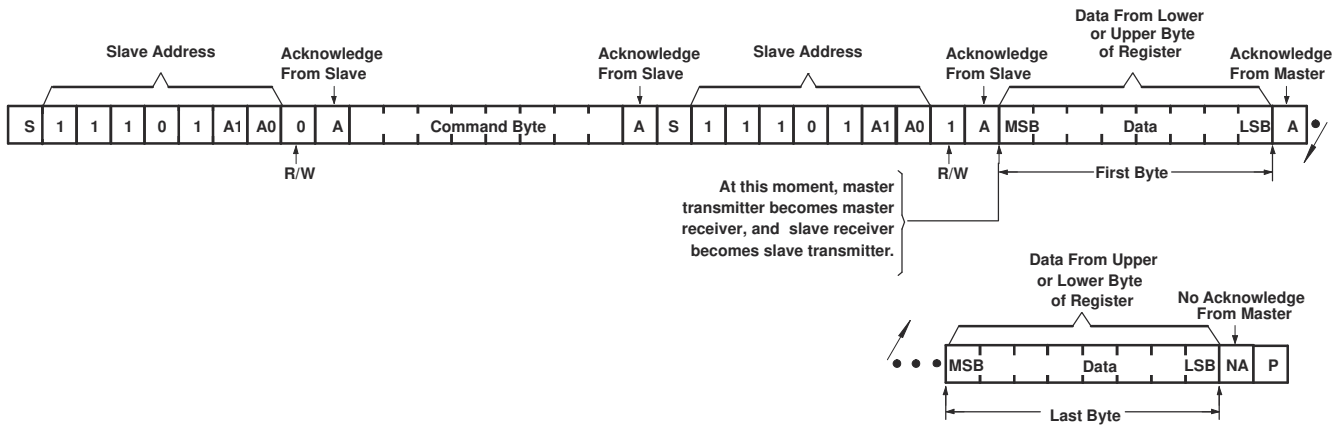 Slave Address
Acknowledge
From Slave
Acknowledge
From Slave
Slave Address
Acknowledge
From Slave
Data From Lower
or Upper Byte
of Register
Acknowledge
From Master
S 1 1 1 0 1 A1 A0 0 A Command Byte A S 1 1 1 0 1 A1 A0 1 A MSB Data LSB A
R/W
R/W
First Byte
At this moment, master
transmitter becomes master
receiver, and slave receiver
becomes slave transmitter.
Data From Upper
or Lower Byte
of Register
No Acknowledge
From Master
MSB Data LSB NA P
Last Byte